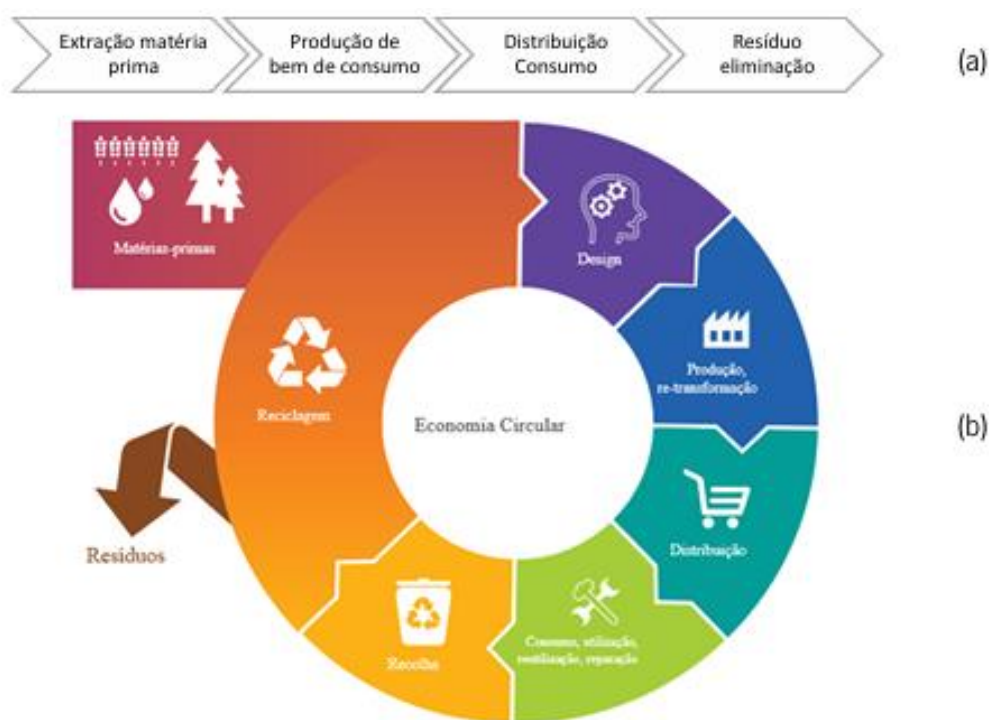 Extração matéria
prima
Produção de
bem de consumo
Distribuição
Consumo
Resíduo
eliminação
(a)
Matérias-primas
Design
Produção,
re-transformação
Reciclagem
Economia Circular
(b)
Distribuição
Resíduos
Consumo, utilização,
reutilização, reparação
Recolha